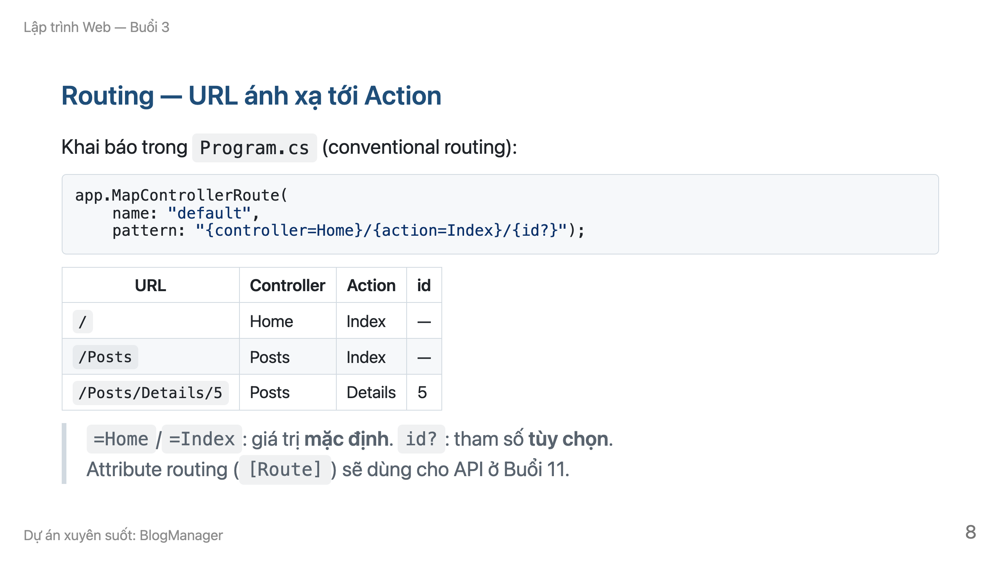 Lập trình Web — Buổi 3
Routing — URL ánh xạ tới Action
Khai báo trong Program.cs (conventional routing):
app.MapControllerRoute(
    name: "default",
    pattern: "{controller=Home}/{action=Index}/{id?}");
URL Controller Action id
/ Home Index —
/Posts Posts Index —
/Posts/Details/5 Posts Details 5
=Home/=Index: giá trị mặc định. id?: tham số tùy chọn.
Attribute routing ([Route]) sẽ dùng cho API ở Buổi 11.
Dự án xuyên suốt: BlogManager
8